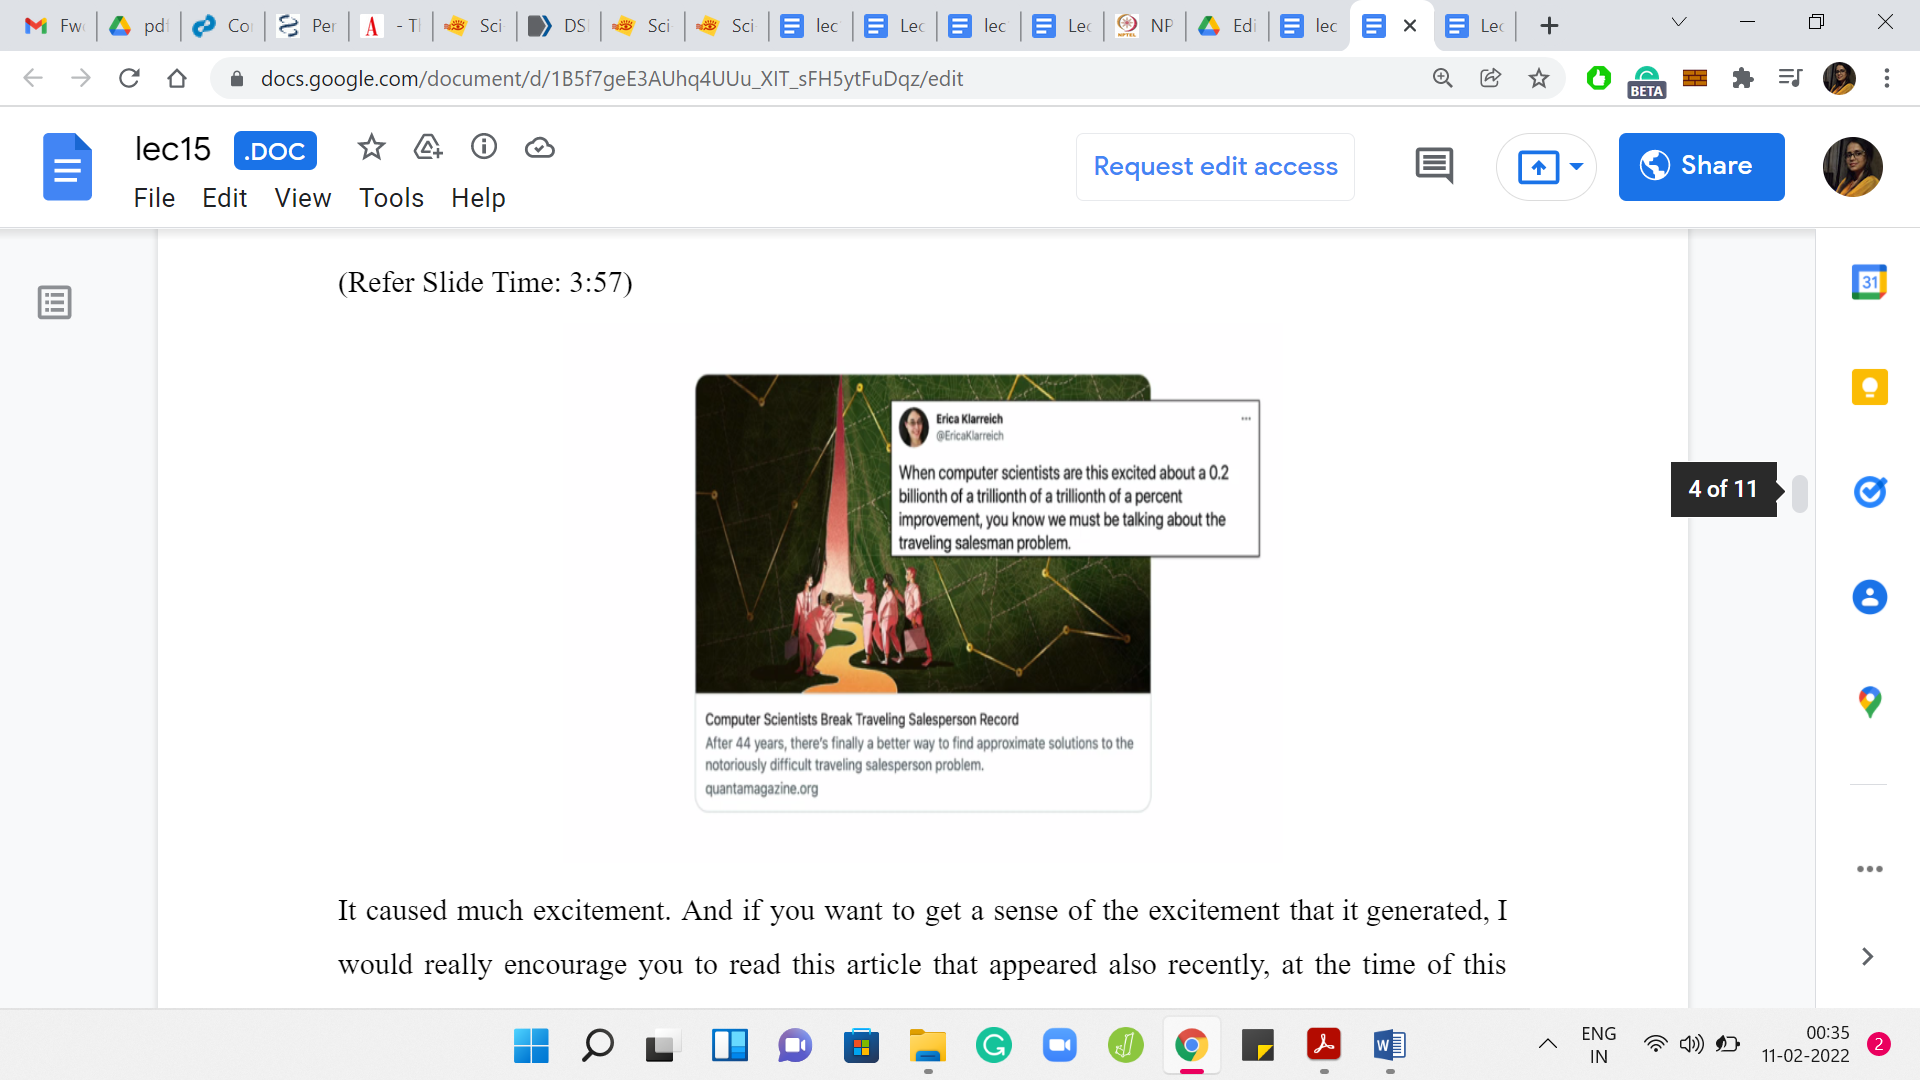 Fw
pdf
Co
Per
- Tl
Sci
DS
Sci
Sci
lec
Lec
lec
Lec
NP
Edi
lec
Lec
docs.google.com/document/d/1B5f7geE3AUhq4UUu_XIT_sFH5ytFuDqz/edit
BETA
lec15
.DOC
File Edit View Tools Help
Request edit access
Share
(Refer Slide Time: 3:57)
31
Erica Klarreich
@EricaKlarreich
When computer scientists are this excited about a 0.2
billionth of a trillionth of a trillionth of a percent
improvement, you know we must be talking about the
traveling salesman problem.
4 of 11
Computer Scientists Break Traveling Salesperson Record
After 44 years, there's finally a better way to find approximate solutions to the
notoriously difficult traveling salesperson problem.
quantamagazine.org
It caused much excitement. And if you want to get a sense of the excitement that it generated, I
would really encourage you to read this article that appeared also recently, at the time of this
ENG
IN
00:35
11-02-2022
2